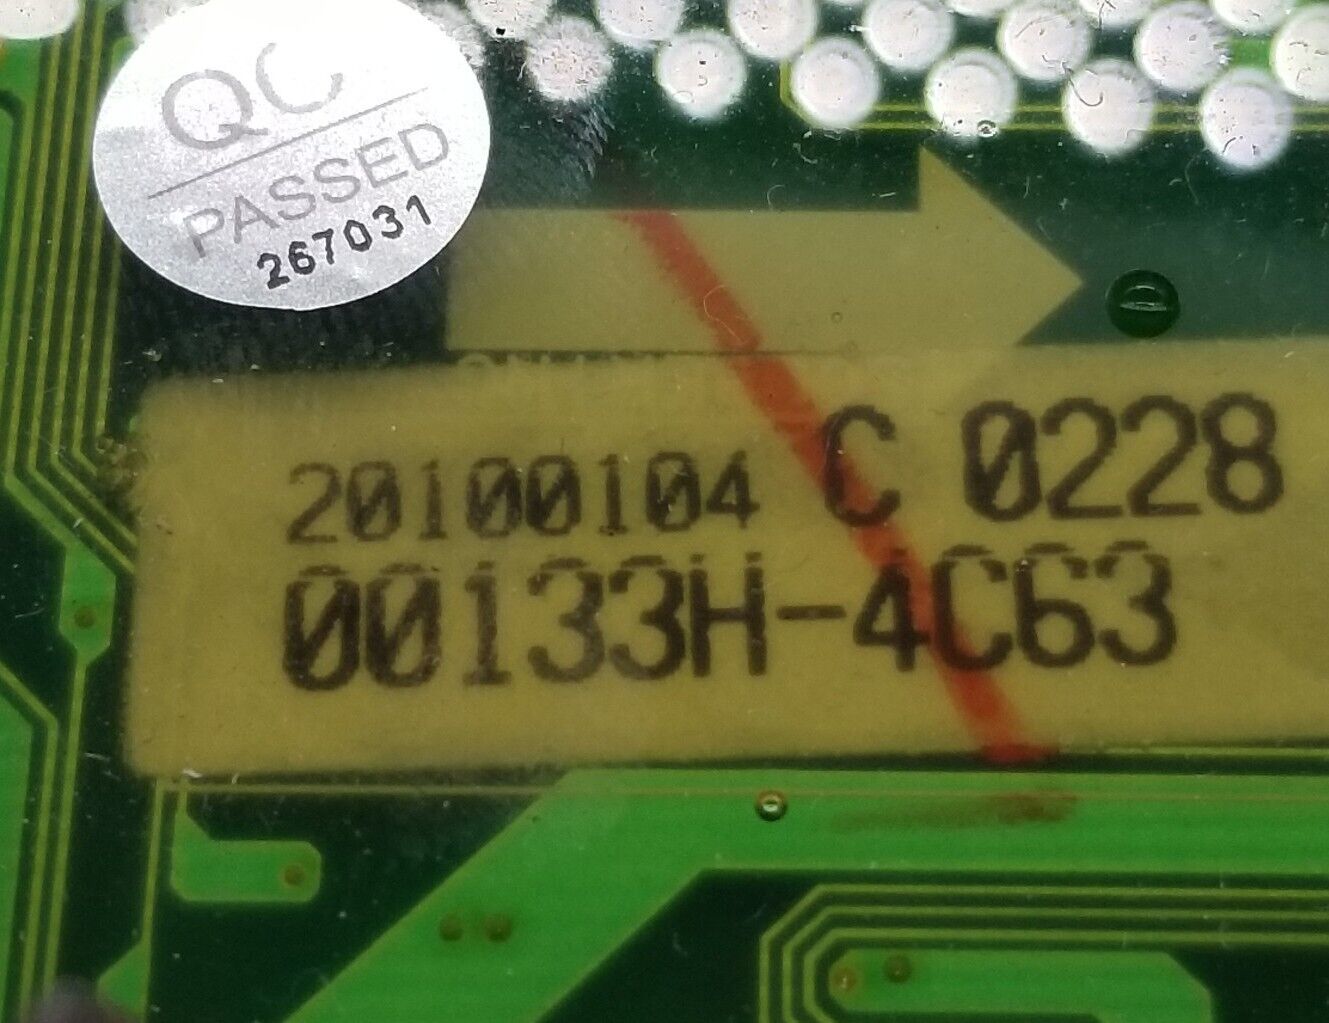 QC
PASSED
267031
20100104 C 0228
00133H-4C63